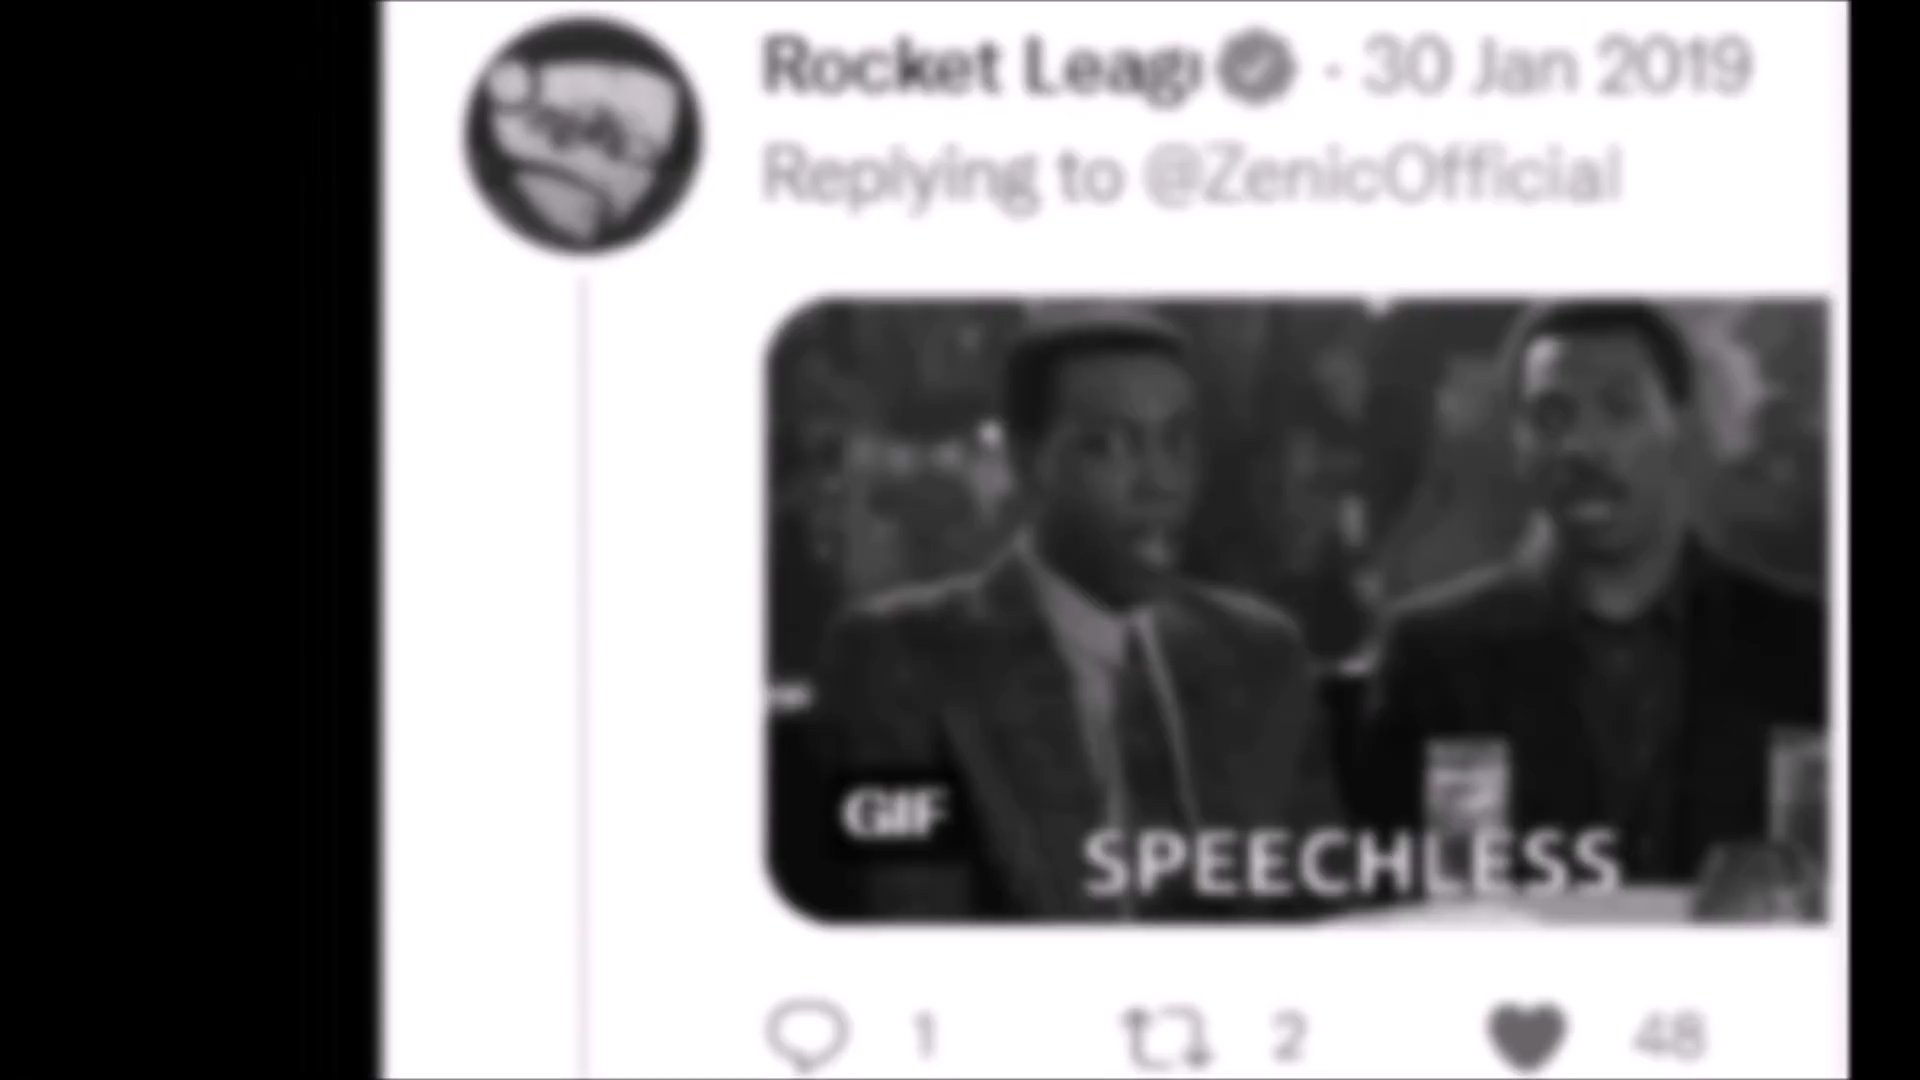 Rocket Leag · 30 Jan 2019
Replying to @ZenicOfficial
GIF
SPEECHLESS
1 2 48